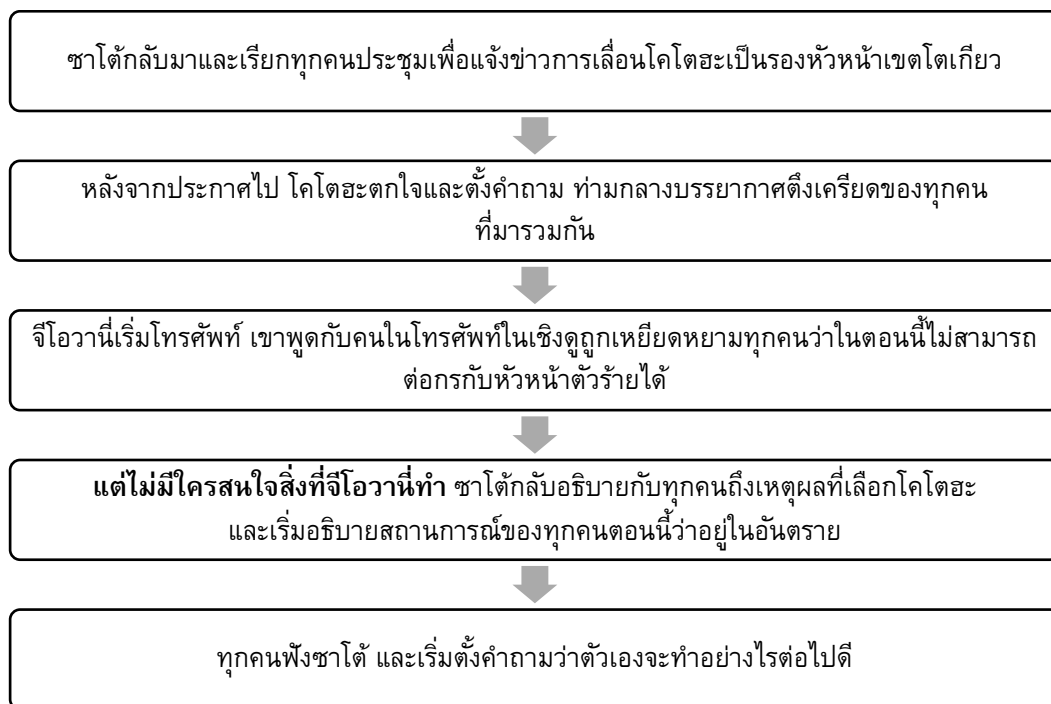 ซาโต้กลับมาและเรียกทุกคนประชุมเพื่อแจ้งข่าวการเลื่อนโคโตฮะเป็นรองหัวหน้าเขตโตเกียว
หลังจากประกาศไป โคโตฮะตกใจและตั้งคำถาม ท่ามกลางบรรยากาศตึงเครียดของทุกคน
ที่มารวมกัน
จีโอวานี่เริ่มโทรศัพท์ เขาพูดกับคนในโทรศัพท์ในเชิงดูถูกเหยียดหยามทุกคนว่าในตอนนี้ไม่สามารถ
ต่อกรกับหัวหน้าตัวร้ายได้
แต่ไม่มีใครสนใจสิ่งที่จีโอวานี่ทำ ซาโต้กลับอธิบายกับทุกคนถึงเหตุผลที่เลือกโคโตฮะ
และเริ่มอธิบายสถานการณ์ของทุกคนตอนนี้ว่าอยู่ในอันตราย
ทุกคนฟังซาโต้ และเริ่มตั้งคำถามว่าตัวเองจะทำอย่างไรต่อไปดี